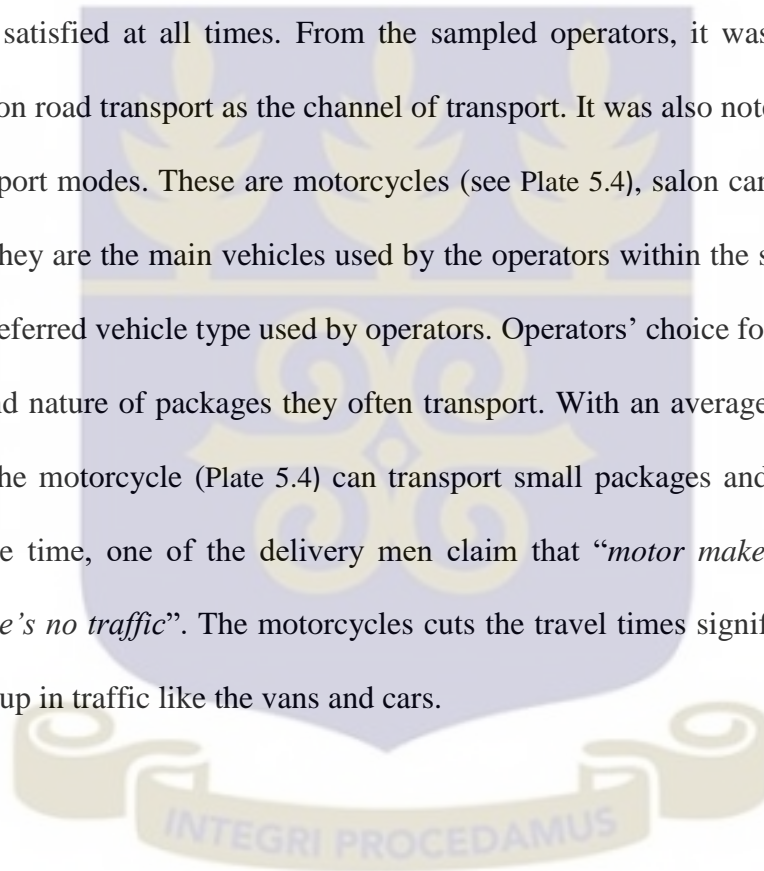 satisfied at all times. From the sampled operators, it was
on road transport as the channel of transport. It was also note
port modes. These are motorcycles (see Plate 5.4), salon car
hey are the main vehicles used by the operators within the s
eferred vehicle type used by operators. Operators’ choice fo
nd nature of packages they often transport. With an average
he motorcycle (Plate 5.4) can transport small packages and
e time, one of the delivery men claim that “motor make
e’s no traffic”. The motorcycles cuts the travel times signif
up in traffic like the vans and cars.
INTEGRI PROCEDAMUS